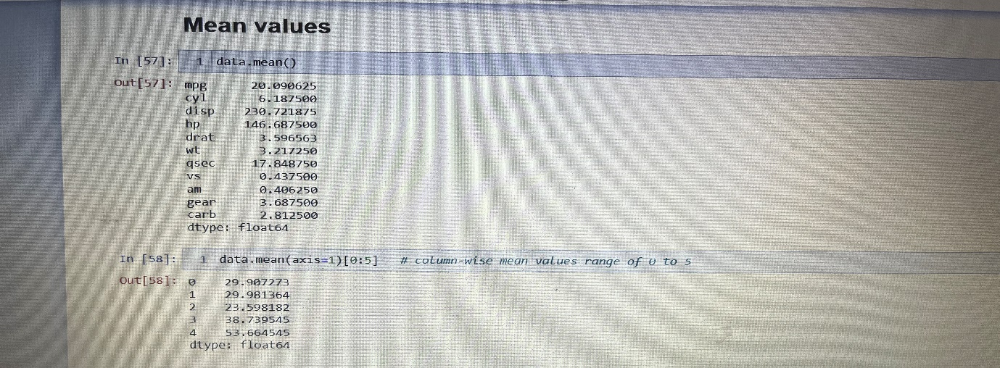 Mean values
In [57]: 1 data.mean()
Out[57]: mpg 20.090625
cyl 6.187500
disp 230.721875
hp 146.687500
drat 3.596563
wt 3.217250
qsec 17.848750
vs 0.437500
am 0.406250
gear 3.687500
carb 2.812500
dtype: float64
In [58]: 1 data.mean(axis=1)[0:5] # column-wise mean values range of 0 to 5
Out[58]: 0 29.907273
1 29.981364
2 23.598182
3 38.739545
4 53.664545
dtype: float64